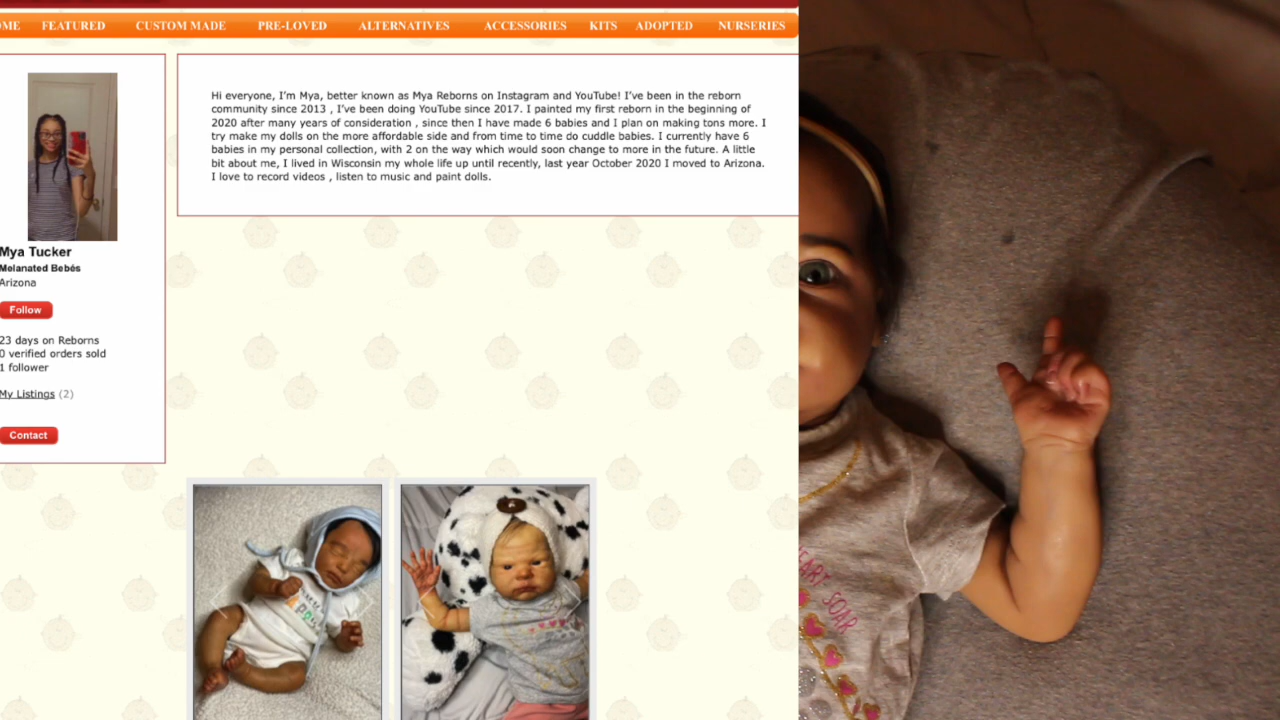 OME FEATURED CUSTOM MADE PRE-LOVED ALTERNATIVES ACCESSORIES KITS ADOPTED NURSERIES
Hi everyone, I'm Mya, better known as Mya Reborns on Instagram and YouTube! I've been in the reborn
community since 2013 , I've been doing YouTube since 2017. I painted my first reborn in the beginning of
2020 after many years of consideration , since then I have made 6 babies and I plan on making tons more. I
try make my dolls on the more affordable side and from time to time do cuddle babies. I currently have 6
babies in my personal collection, with 2 on the way which would soon change to more in the future. A little
bit about me, I lived in Wisconsin my whole life up until recently, last year October 2020 I moved to Arizona.
I love to record videos , listen to music and paint dolls.
Mya Tucker
Melanated Bebés
Arizona
Follow
23 days on Reborns
0 verified orders sold
1 follower
My Listings (2)
Contact
HEART SOAR